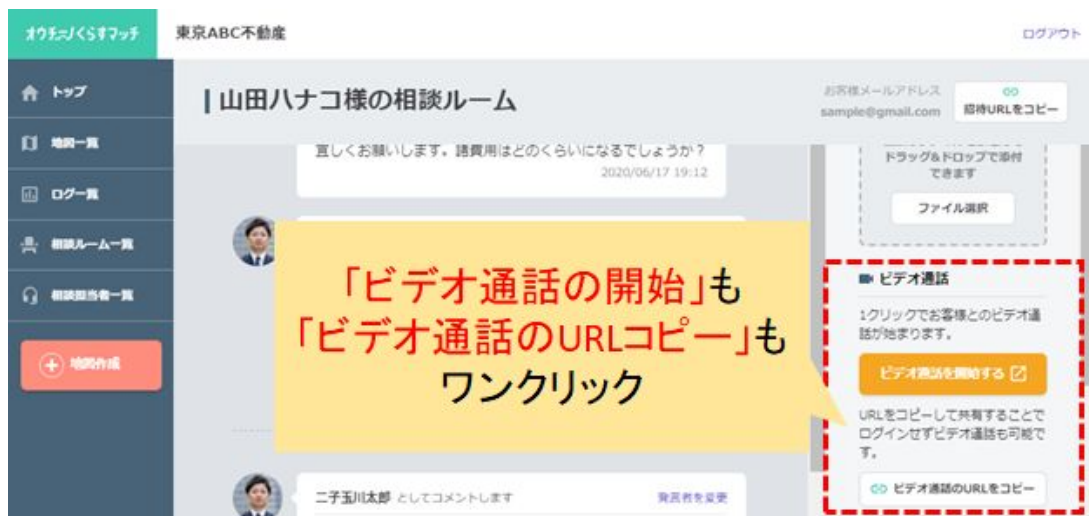 オウチーノくらすマッチ
東京ABC不動産
ログアウト
トップ
地図一覧
ログ一覧
相談ルーム一覧
相談担当者一覧
地図作成
山田ハナコ様の相談ルーム
お客様メールアドレス
sample@gmail.com
招待URLをコピー
宜しくお願いします。諸費用はどのくらいになるでしょうか？
2020/06/17 19:12
ドラッグ&ドロップで添付
できます
ファイル選択
「ビデオ通話の開始」も
「ビデオ通話のURLコピー」も
ワンクリック
ビデオ通話
1クリックでお客様とのビデオ通
話が始まります。
ビデオ通話を開始する
URLをコピーして共有することで
ログインせずビデオ通話も可能で
す。
ビデオ通話のURLをコピー
二子玉川太郎 としてコメントします
発言者を変更